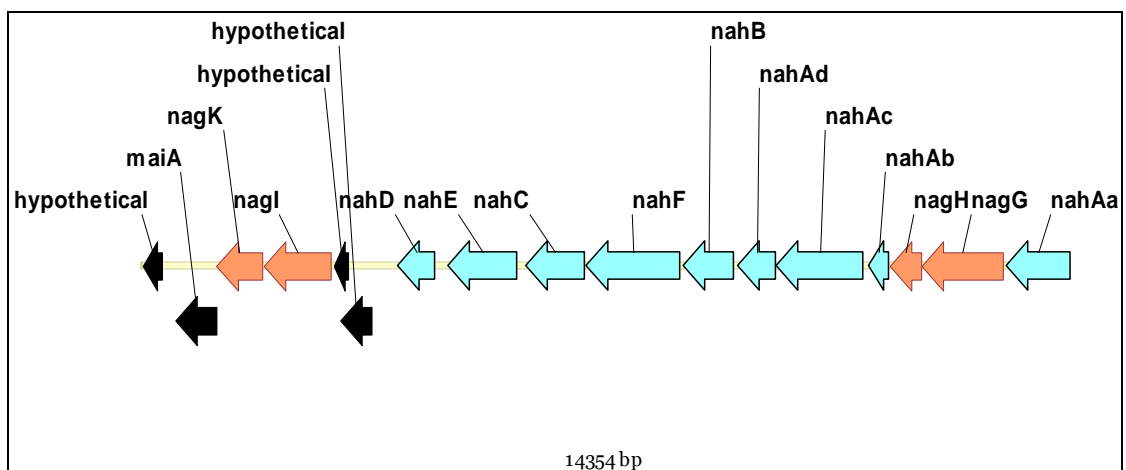 hypothetical nahB
hypothetical nahAd
nagK nahAc
maiA nahAb
hypothetical nagI nahD nahE nahC nahF nagH nagG nahAa
14354 bp